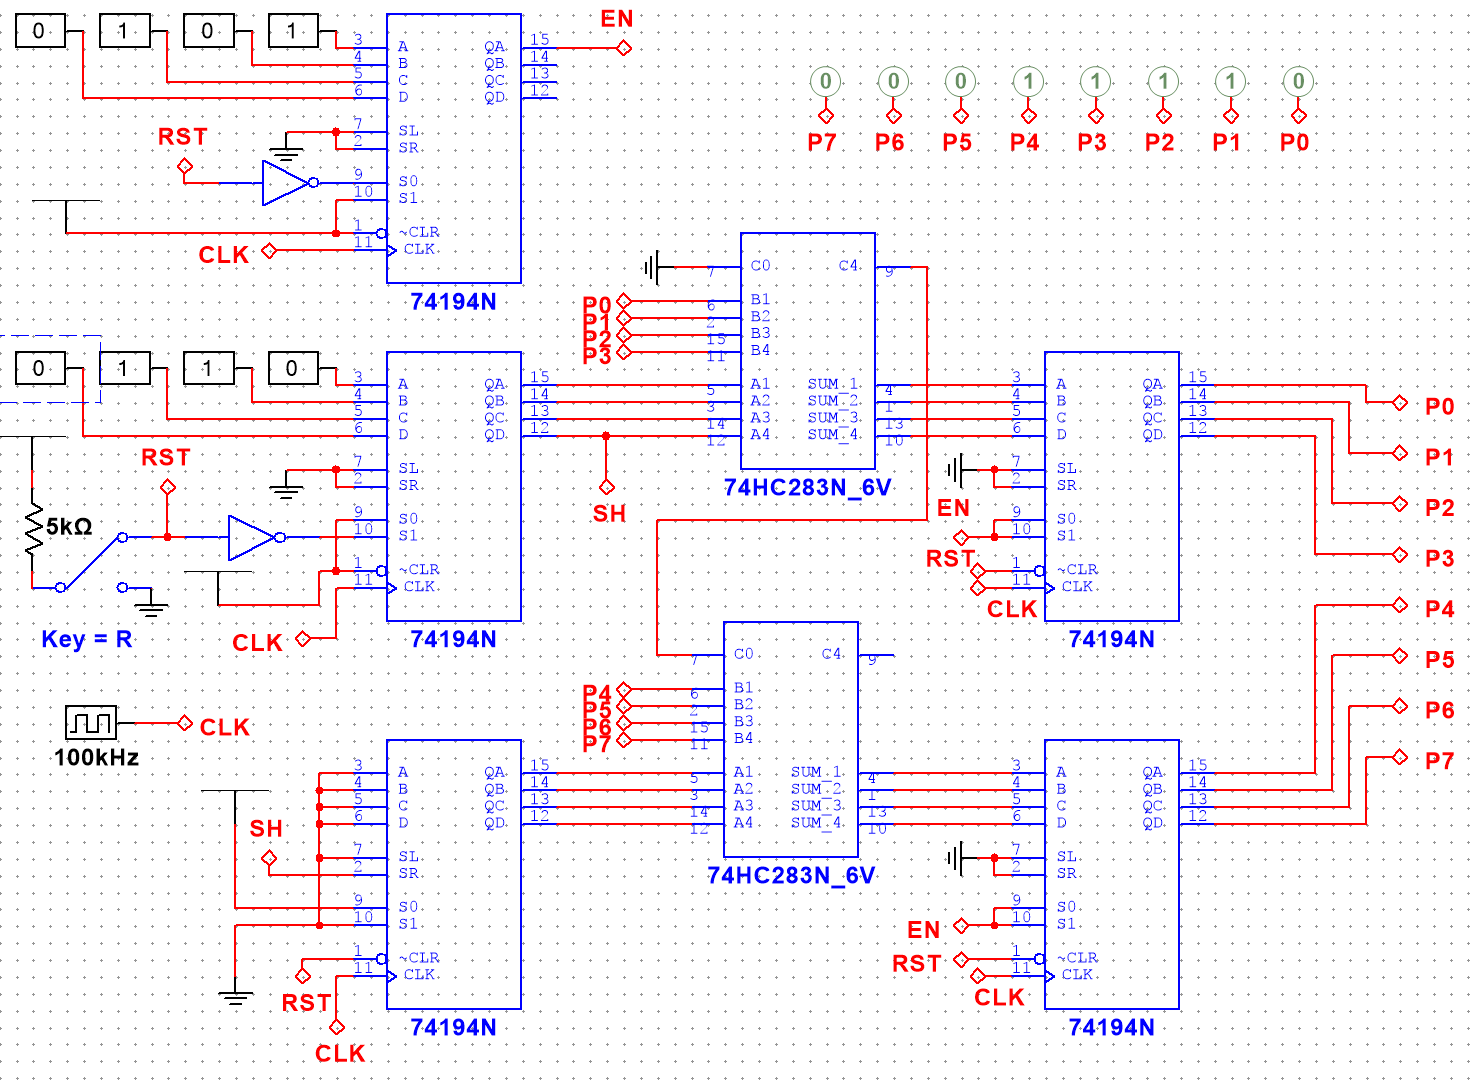 0 1 0 1
EN
3 A QA 15
4 B QB 14
5 C QC 13
6 D QD 12
7 SL
2 SR
RST
9 S0
10 S1
1 ~CLR
CLK 11 CLK
74194N
0 0 0 1 1 1 1 0
P7 P6 P5 P4 P3 P2 P1 P0
7 C0 C4 9
P0 6 B1
P1 2 B2
P2 15 B3
P3 11 B4
5 A1 SUM_1 4
3 A2 SUM_2 1
14 A3 SUM_3 13
12 A4 SUM_4 10
74HC283N_6V
0 1 1 0
3 A QA 15
4 B QB 14
5 C QC 13
6 D QD 12
7 SL
2 SR
RST
9 S0
10 S1
1 ~CLR
11 CLK
CLK
74194N
SH
5kΩ
Key = R
3 A QA 15
4 B QB 14
5 C QC 13
6 D QD 12
7 SL
2 SR
EN
9 S0
10 S1
RST
1 ~CLR
11 CLK
CLK
74194N
P0
P1
P2
P3
P4
P5
P6
P7
7 C0 C4 9
P4 6 B1
P5 2 B2
P6 15 B3
P7 11 B4
5 A1 SUM_1 4
3 A2 SUM_2 1
14 A3 SUM_3 13
12 A4 SUM_4 10
74HC283N_6V
CLK
100kHz
3 A QA 15
4 B QB 14
5 C QC 13
6 D QD 12
SH
7 SL
2 SR
9 S0
10 S1
1 ~CLR
11 CLK
RST
CLK
74194N
3 A QA 15
4 B QB 14
5 C QC 13
6 D QD 12
7 SL
2 SR
9 S0
EN 10 S1
RST 1 ~CLR
11 CLK
CLK
74194N